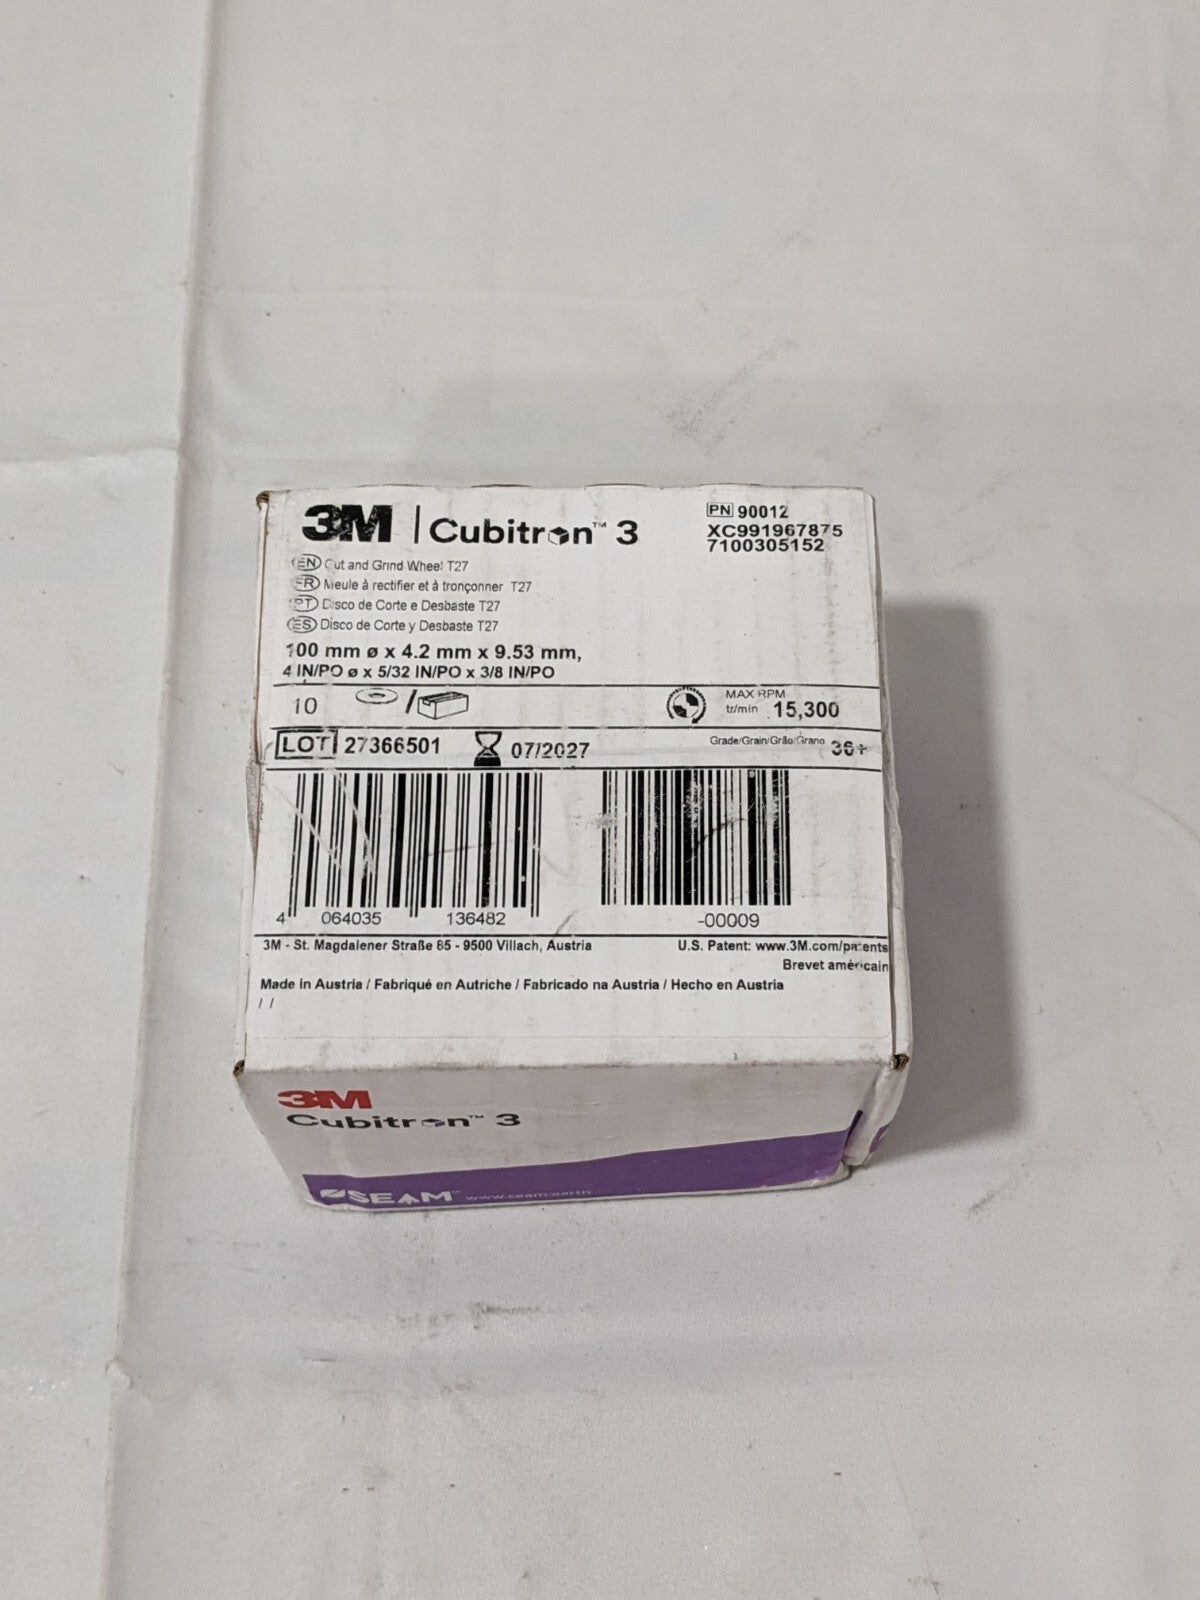 3M | Cubitron™ 3
PN 90012
XC991967875
7100305152
EN Cut and Grind Wheel T27
FR Meule à rectifier et à tronçonner T27
PT Disco de Corte e Desbaste T27
ES Disco de Corte y Desbaste T27
100 mm ø x 4.2 mm x 9.53 mm,
4 IN/PO ø x 5/32 IN/PO x 3/8 IN/PO
10 /
MAX RPM
tr/min 15,300
LOT 27366501 07/2027
Grade/Grain/Grão/Grano 36+
4 064035 136482
-00009
3M - St. Magdalener Straße 85 - 9500 Villach, Austria
U.S. Patent: www.3M.com/patents
Brevet américain
Made in Austria / Fabriqué en Autriche / Fabricado na Austria / Hecho en Austria
/ /
3M
Cubitron™ 3
SEAM™ www.seam.earth